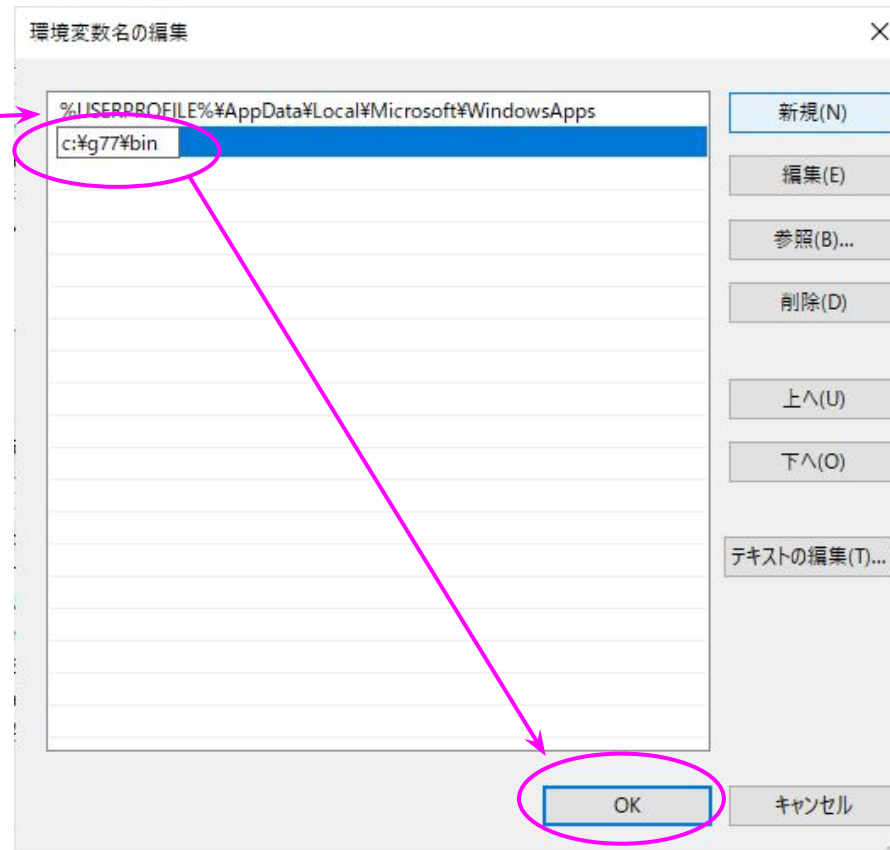 環境変数名の編集
%USERPROFILE%¥AppData¥Local¥Microsoft¥WindowsApps
c:¥g77¥bin
新規(N)
編集(E)
参照(B)...
削除(D)
上へ(U)
下へ(O)
テキストの編集(T)...
OK
キャンセル